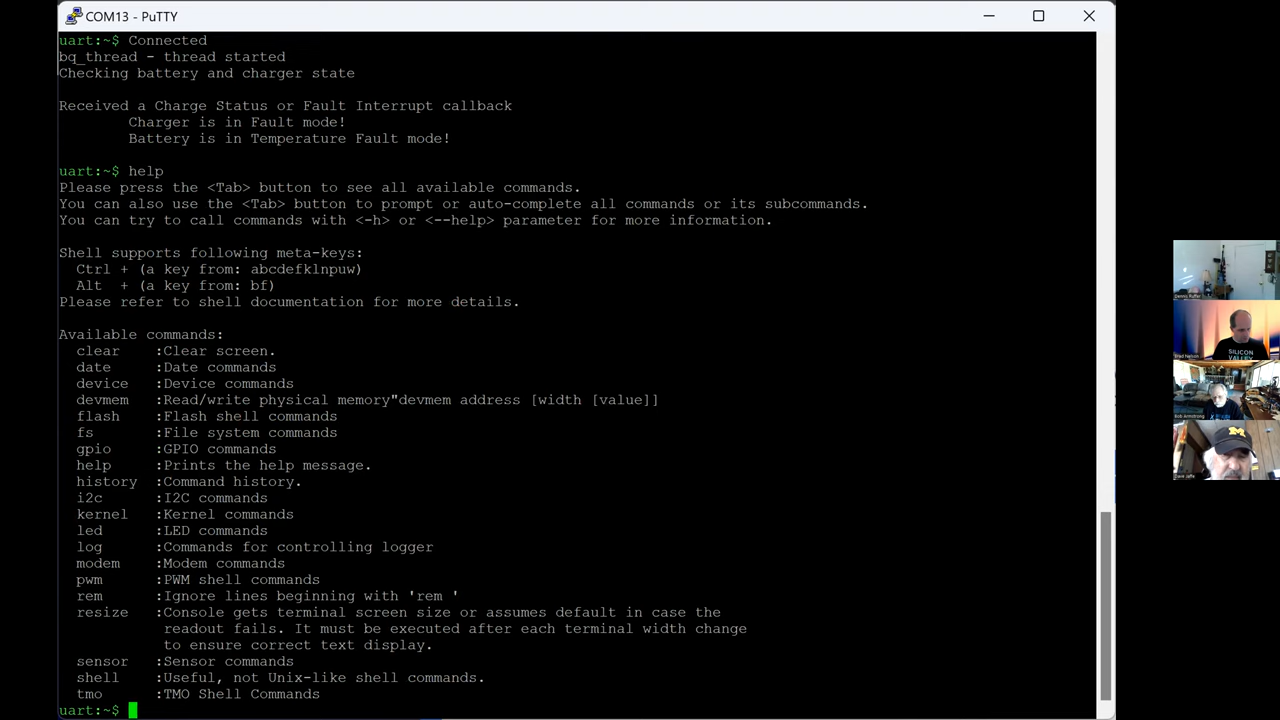 COM13 - PuTTY
uart:~$ Connected
bq_thread - thread started
Checking battery and charger state
Received a Charge Status or Fault Interrupt callback
Charger is in Fault mode!
Battery is in Temperature Fault mode!
uart:~$ help
Please press the <Tab> button to see all available commands.
You can also use the <Tab> button to prompt or auto-complete all commands or its subcommands.
You can try to call commands with <-h> or <--help> parameter for more information.
Shell supports following meta-keys:
Ctrl + (a key from: abcdefklnpuw)
Alt + (a key from: bf)
Please refer to shell documentation for more details.
Available commands:
clear :Clear screen.
date :Date commands
device :Device commands
devmem :Read/write physical memory"devmem address [width [value]]
flash :Flash shell commands
fs :File system commands
gpio :GPIO commands
help :Prints the help message.
history :Command history.
i2c :I2C commands
kernel :Kernel commands
led :LED commands
log :Commands for controlling logger
modem :Modem commands
pwm :PWM shell commands
rem :Ignore lines beginning with 'rem '
resize :Console gets terminal screen size or assumes default in case the
readout fails. It must be executed after each terminal width change
to ensure correct text display.
sensor :Sensor commands
shell :Useful, not Unix-like shell commands.
tmo :TMO Shell Commands
uart:~$
SILICON
VALLEY
Brad Nelson
Bob Armstrong
M